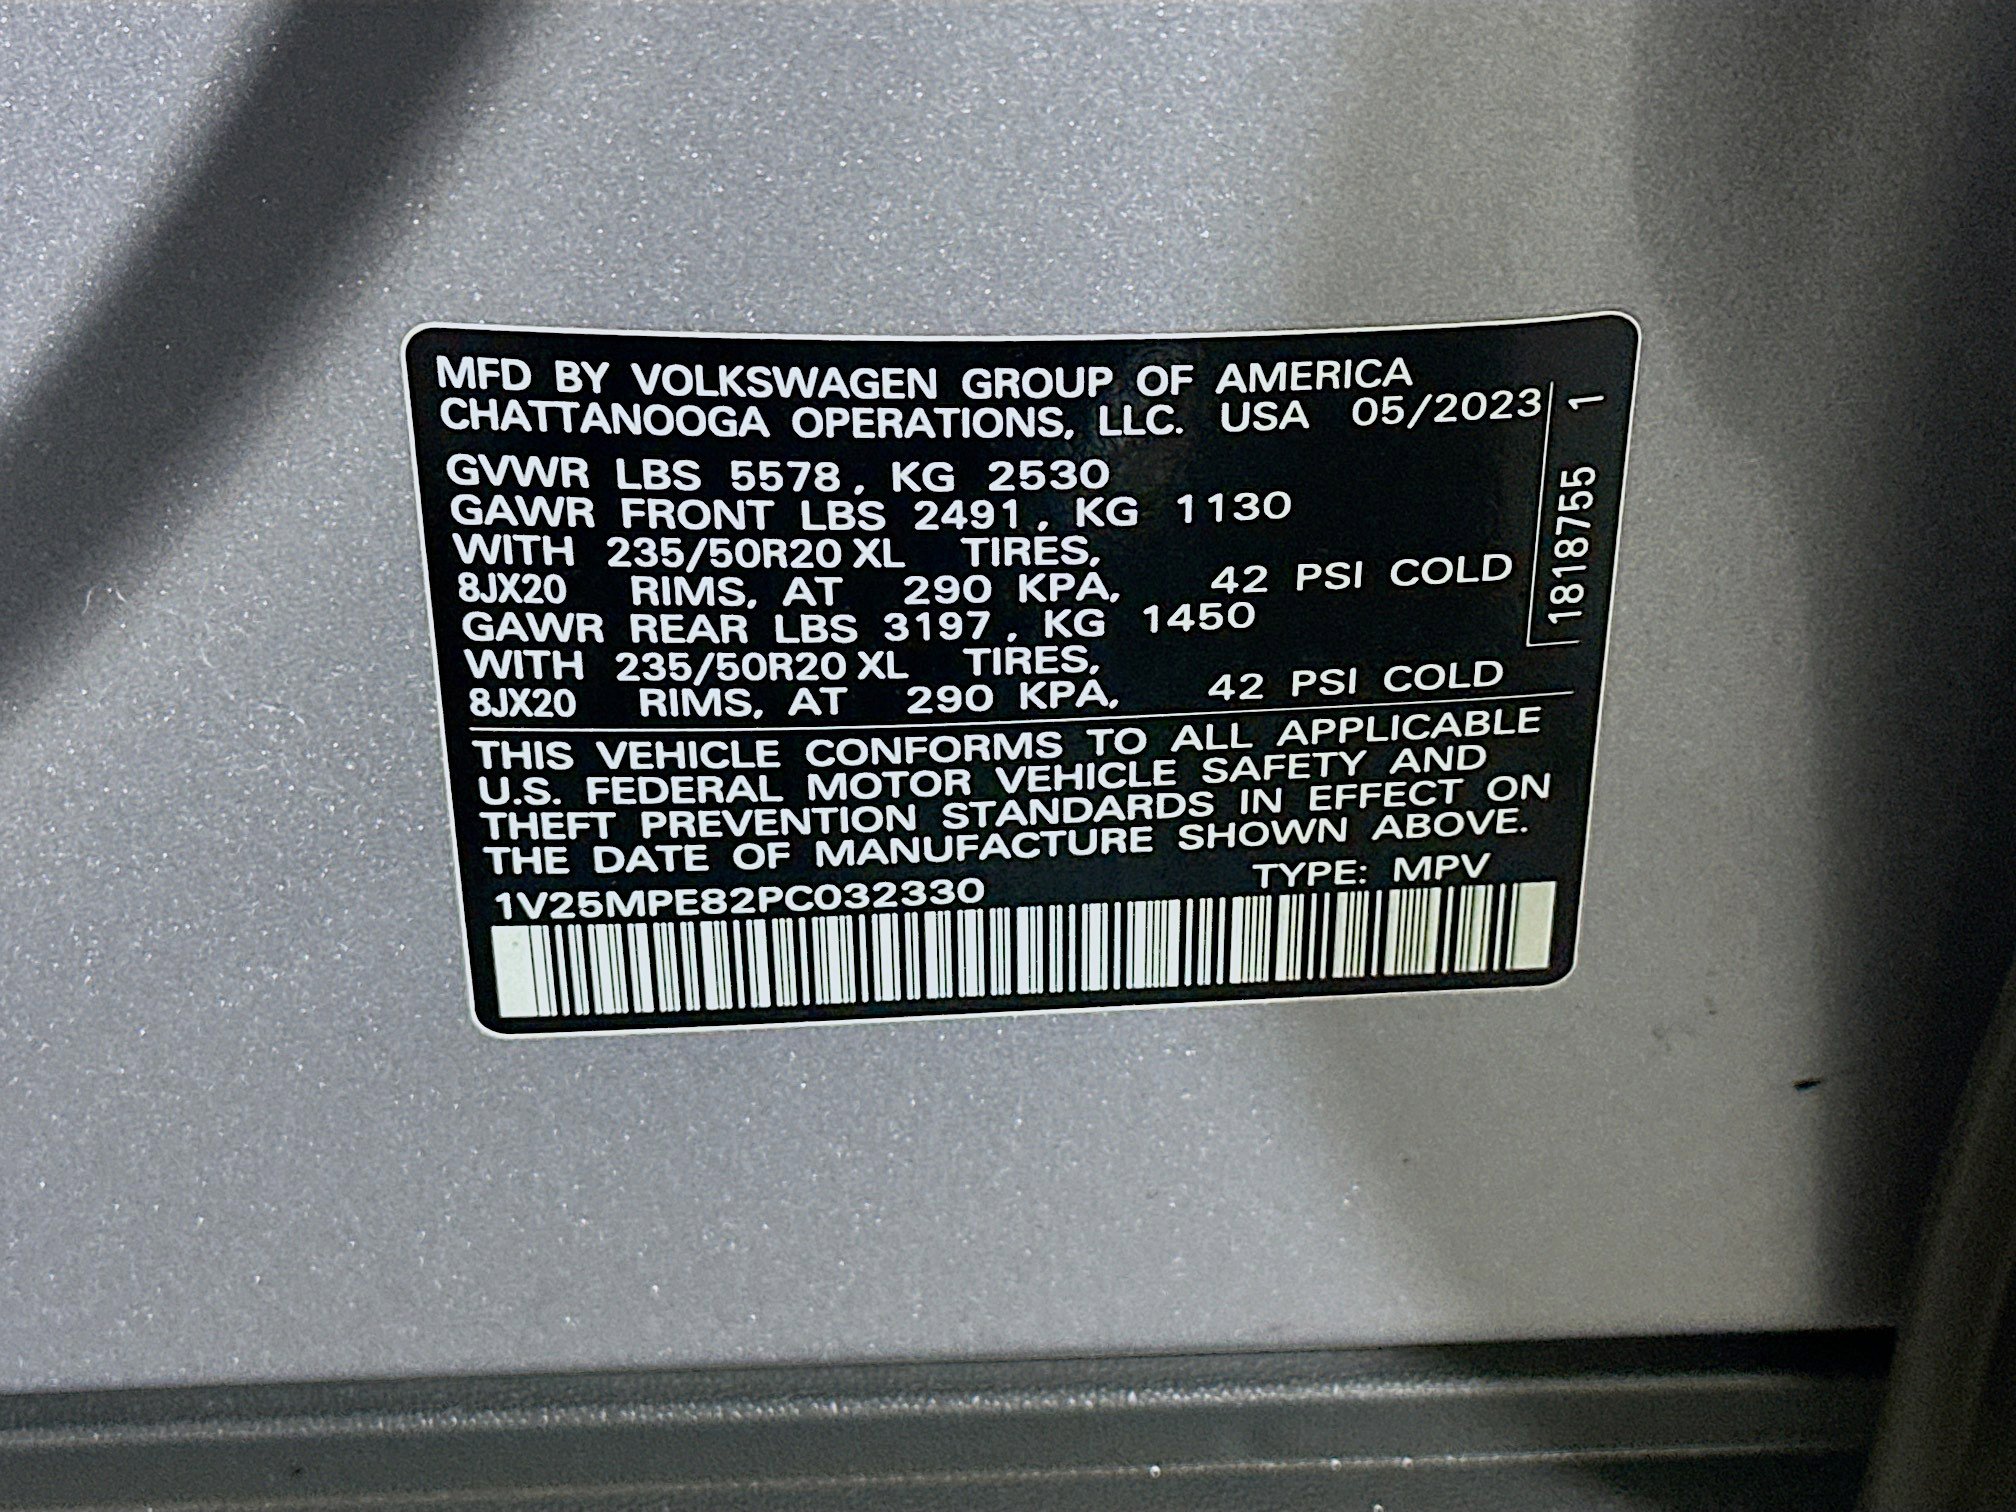 MFD BY VOLKSWAGEN GROUP OF AMERICA
CHATTANOOGA OPERATIONS, LLC. USA 05/2023
GVWR LBS 5578, KG 2530
GAWR FRONT LBS 2491, KG 1130
WITH 235/50R20 XL TIRES,
8JX20 RIMS, AT 290 KPA, 42 PSI COLD
GAWR REAR LBS 3197, KG 1450
WITH 235/50R20 XL TIRES,
8JX20 RIMS, AT 290 KPA, 42 PSI COLD
1818755 1
THIS VEHICLE CONFORMS TO ALL APPLICABLE
U.S. FEDERAL MOTOR VEHICLE SAFETY AND
THEFT PREVENTION STANDARDS IN EFFECT ON
THE DATE OF MANUFACTURE SHOWN ABOVE.
1V25MPE82PC032330 TYPE: MPV